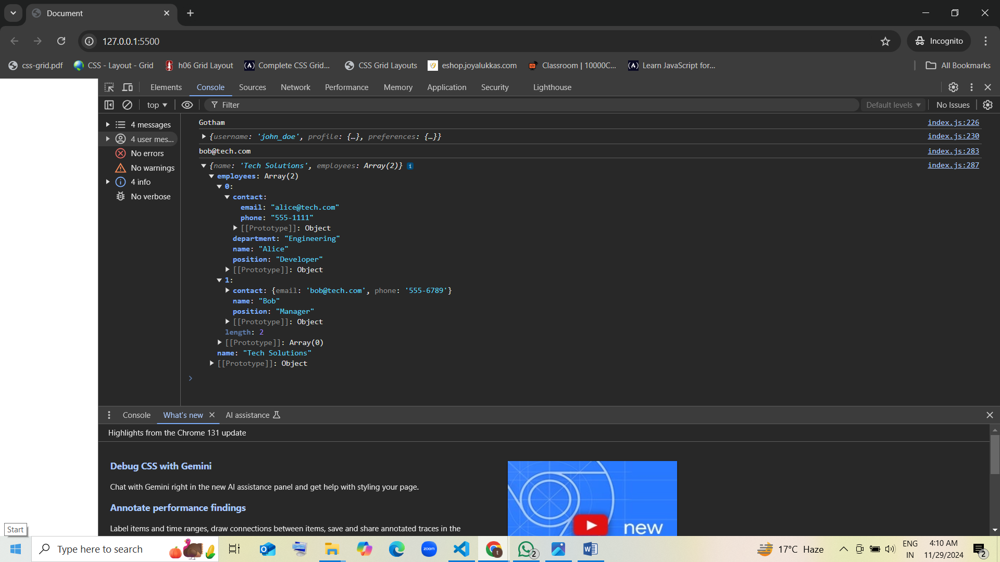 Document
127.0.0.1:5500
Incognito
css-grid.pdf
CSS - Layout - Grid
h06 Grid Layout
Complete CSS Grid...
CSS Grid Layouts
eshop.joyalukkas.com
Classroom | 10000C...
Learn JavaScript for...
All Bookmarks
Elements Console Sources Network Performance Memory Application Security Lighthouse
top
Filter
Default levels
No Issues
4 messages
4 user mes...
No errors
No warnings
4 info
No verbose
Gotham index.js:226
{username: 'john_doe', profile: {…}, preferences: {…}} index.js:230
bob@tech.com index.js:283
{name: 'Tech Solutions', employees: Array(2)} i index.js:287
employees: Array(2)
0:
contact:
email: "alice@tech.com"
phone: "555-1111"
[[Prototype]]: Object
department: "Engineering"
name: "Alice"
position: "Developer"
[[Prototype]]: Object
1:
contact: {email: 'bob@tech.com', phone: '555-6789'}
name: "Bob"
position: "Manager"
[[Prototype]]: Object
length: 2
[[Prototype]]: Array(0)
name: "Tech Solutions"
[[Prototype]]: Object
Console What's new AI assistance
Highlights from the Chrome 131 update
Debug CSS with Gemini
Chat with Gemini right in the new AI assistance panel and get help with styling your page.
Annotate performance findings
Label items and time ranges, draw connections between items, save and share annotated traces in the
new
Start
Type here to search
zoom
t
2
W
17°C Haze
ENG
IN
4:10 AM
11/29/2024
2